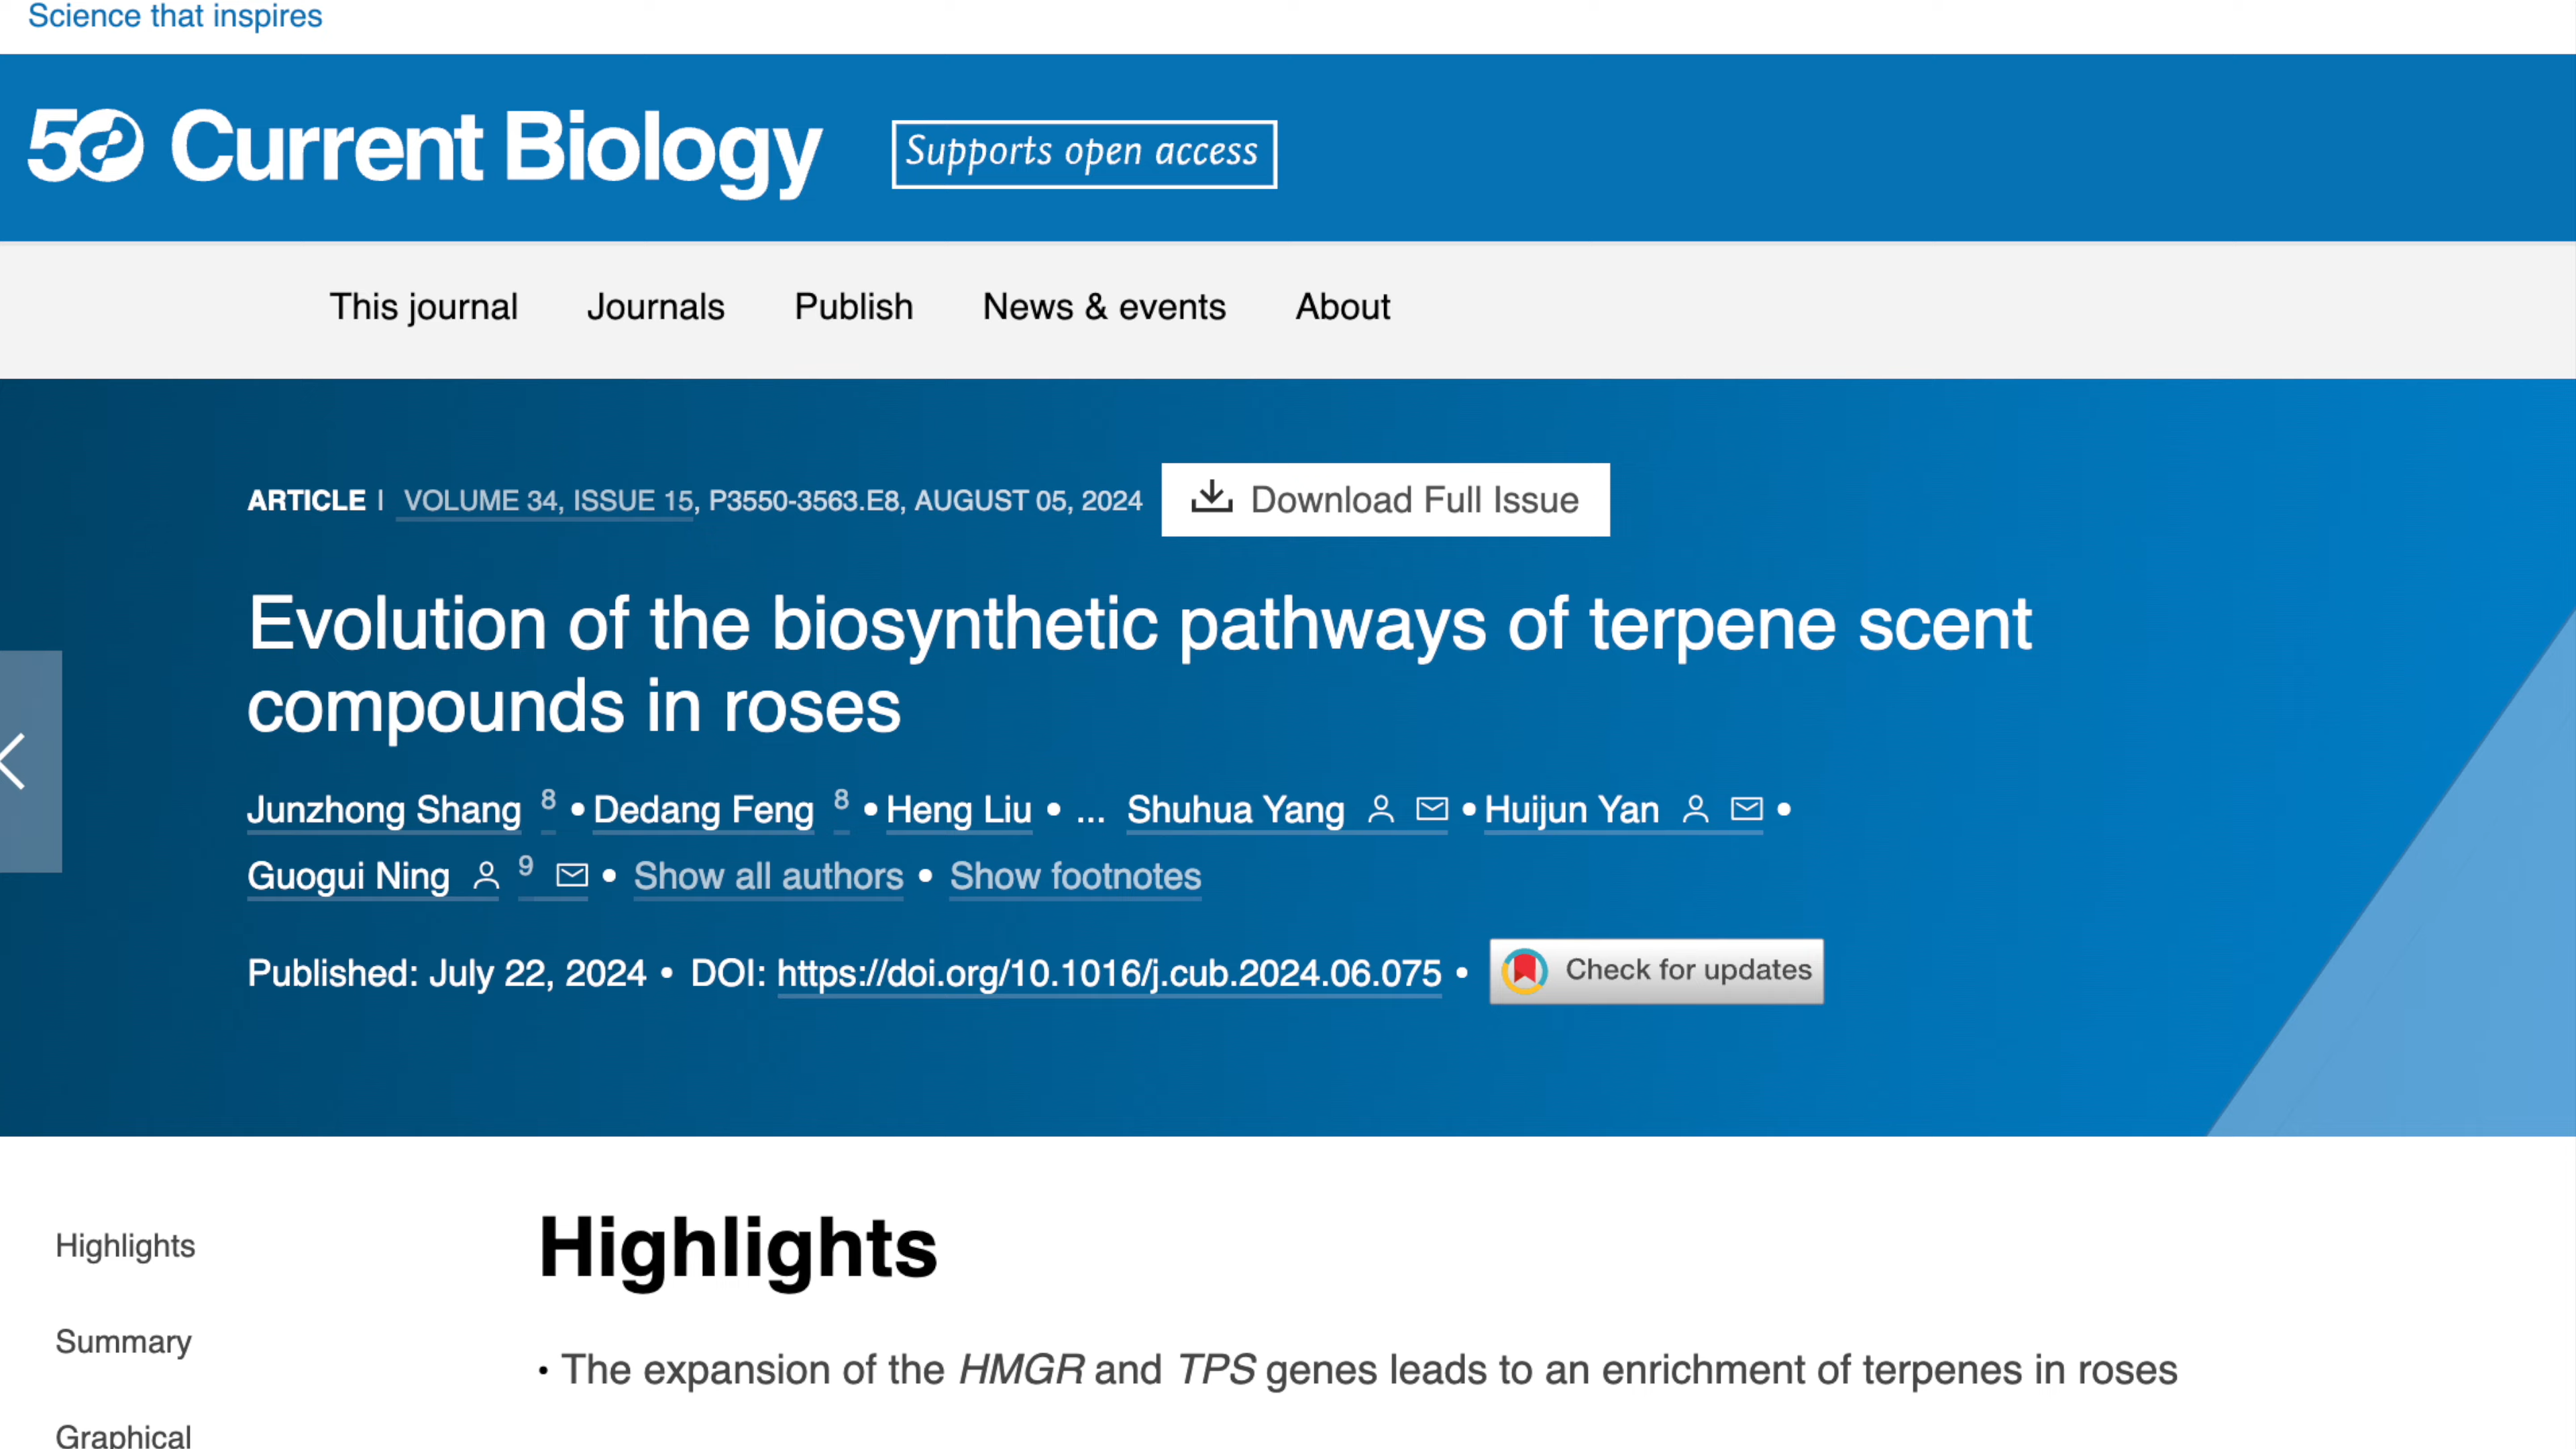 Science that inspires
50 Current Biology
Supports open access
This journal Journals Publish News & events About
ARTICLE | VOLUME 34, ISSUE 15, P3550-3563.E8, AUGUST 05, 2024
Download Full Issue
Evolution of the biosynthetic pathways of terpene scent
compounds in roses
Junzhong Shang 8 • Dedang Feng 8 • Heng Liu • ... Shuhua Yang • Huijun Yan •
Guogui Ning 9 • Show all authors • Show footnotes
Published: July 22, 2024 • DOI: https://doi.org/10.1016/j.cub.2024.06.075 •
Check for updates
Highlights
Summary
Graphical
Highlights
• The expansion of the HMGR and TPS genes leads to an enrichment of terpenes in roses